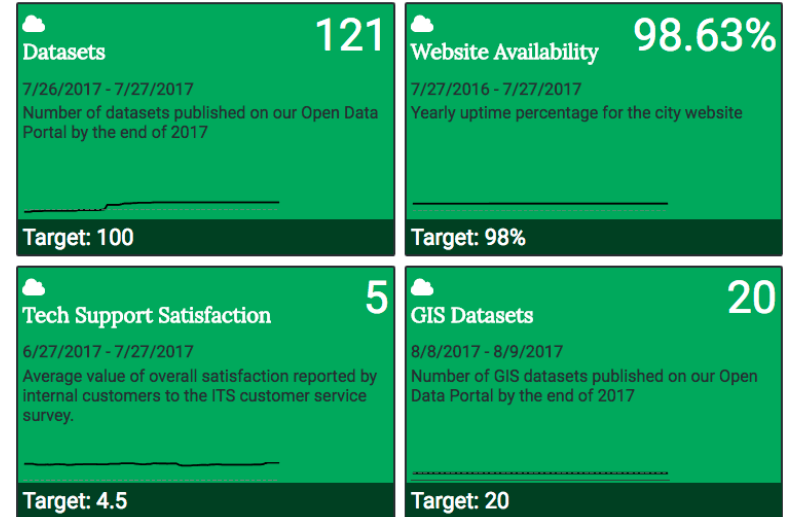 Datasets
121
7/26/2017 - 7/27/2017
Number of datasets published on our Open Data
Portal by the end of 2017
Target: 100
Website Availability
98.63%
7/27/2016 - 7/27/2017
Yearly uptime percentage for the city website
Target: 98%
Tech Support Satisfaction
5
6/27/2017 - 7/27/2017
Average value of overall satisfaction reported by
internal customers to the ITS customer service
survey.
Target: 4.5
GIS Datasets
20
8/8/2017 - 8/9/2017
Number of GIS datasets published on our Open
Data Portal by the end of 2017
Target: 20